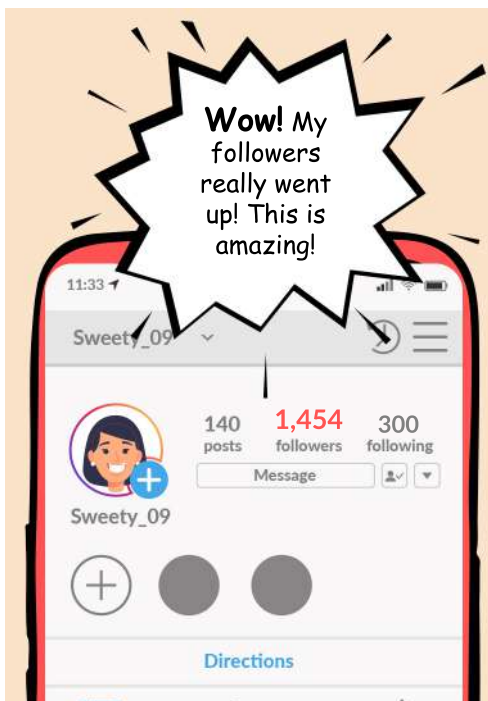 Wow! My
followers
really went
up! This is
amazing!
11:33
Sweety_09
140 1,454 300
posts followers following
Message
Sweety_09
Directions